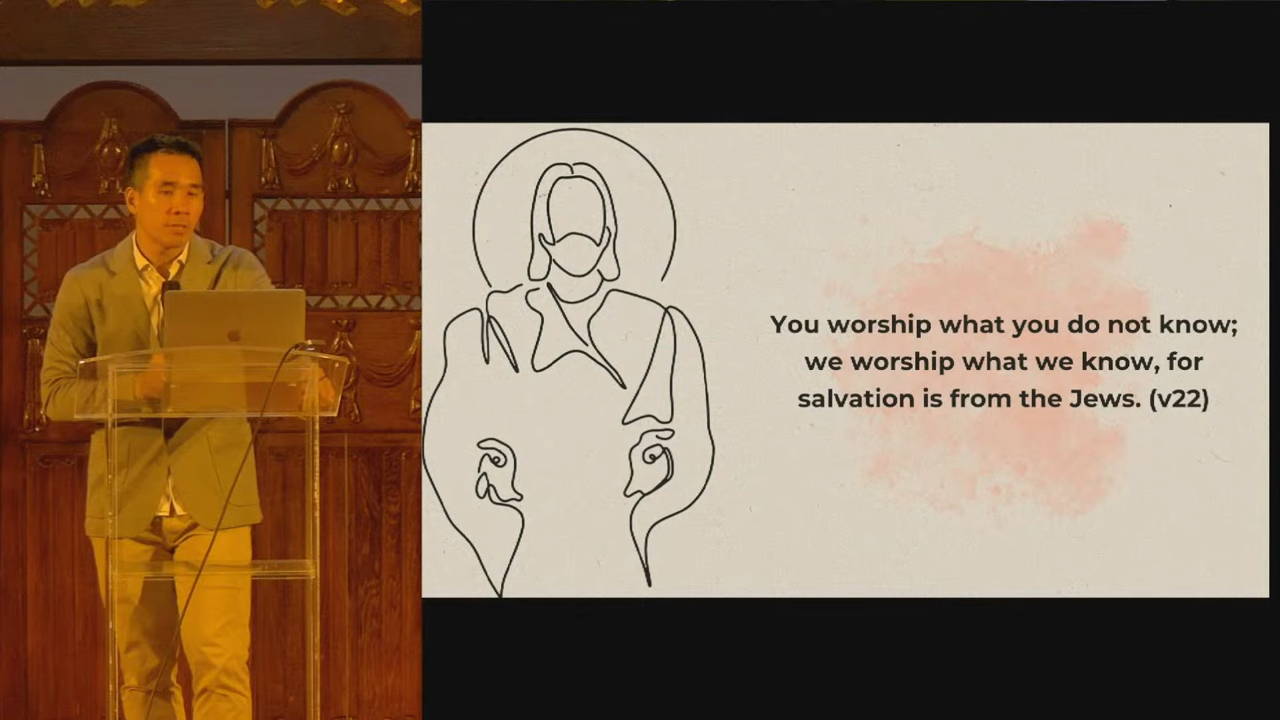 You worship what you do not know;
we worship what we know, for
salvation is from the Jews. (v22)